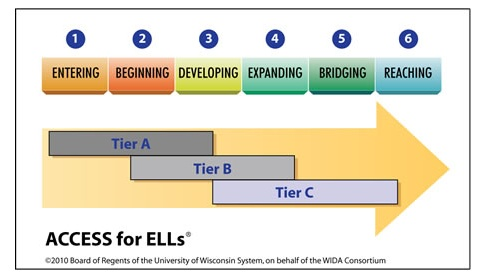 1 2 3 4 5 6
ENTERING BEGINNING DEVELOPING EXPANDING BRIDGING REACHING
Tier A
Tier B
Tier C
ACCESS for ELLs®
©2010 Board of Regents of the University of Wisconsin System, on behalf of the WIDA Consortium